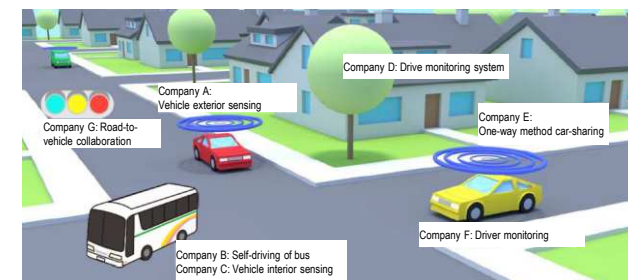 Company D: Drive monitoring system
Company A:
Vehicle exterior sensing
Company E:
One-way method car-sharing
Company G: Road-to-
vehicle collaboration
Company F: Driver monitoring
Company B: Self-driving of bus
Company C: Vehicle interior sensing